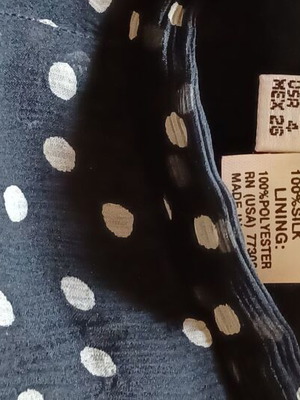 USA 4
MEX 26
100% SILK
LINING:
100%POLYESTER
RN (USA) 7730
MADE